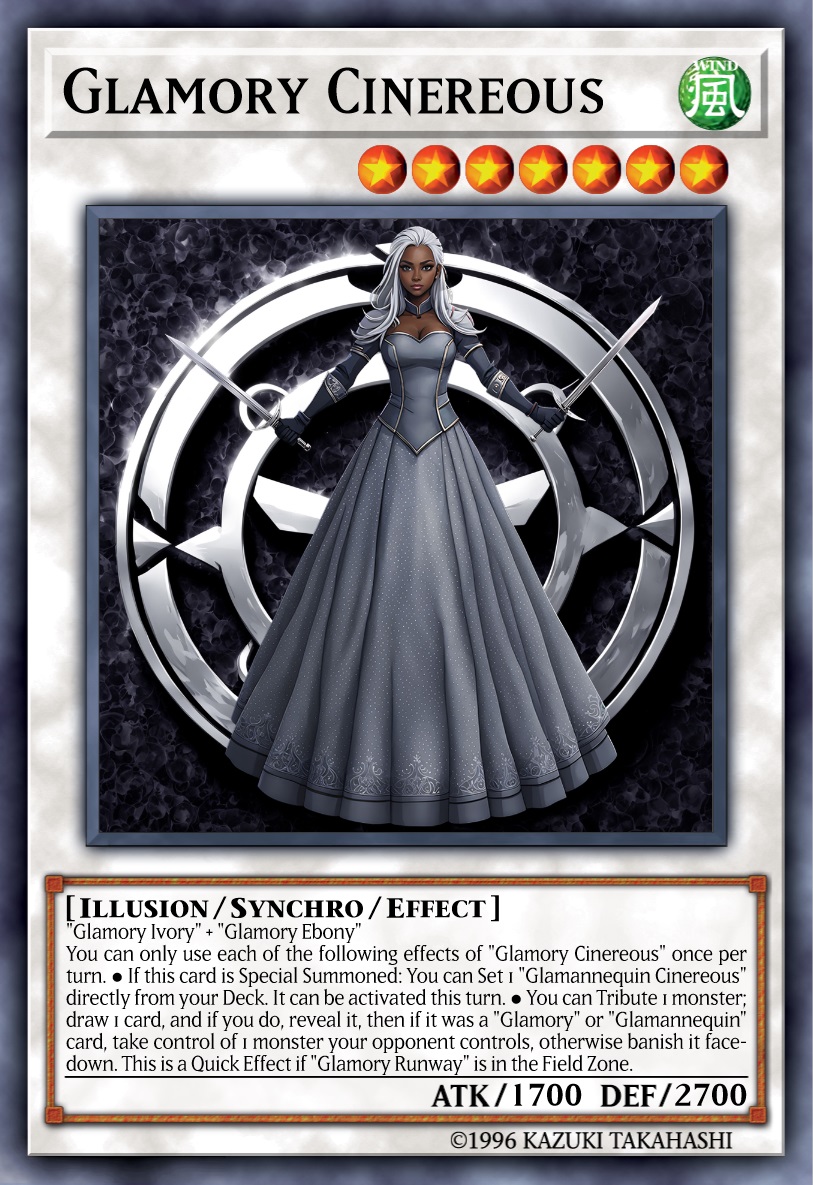 Glamory Cinereous
WIND
風
[ Illusion / Synchro / Effect ]
"Glamory Ivory" + "Glamory Ebony"
You can only use each of the following effects of "Glamory Cinereous" once per
turn. ● If this card is Special Summoned: You can Set 1 "Glamannequin Cinereous"
directly from your Deck. It can be activated this turn. ● You can Tribute 1 monster;
draw 1 card, and if you do, reveal it, then if it was a "Glamory" or "Glamannequin"
card, take control of 1 monster your opponent controls, otherwise banish it face-
down. This is a Quick Effect if "Glamory Runway" is in the Field Zone.
ATK/1700 DEF/2700
©1996 KAZUKI TAKAHASHI